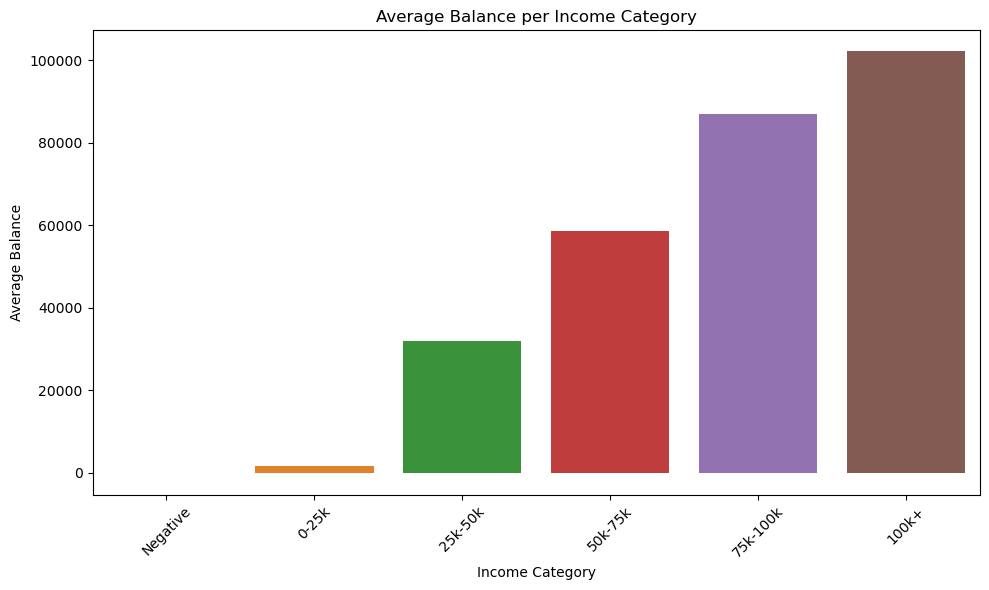 Average Balance per Income Category
Average Balance
100000
80000
60000
40000
20000
0
Negative
0-25k
25k-50k
50k-75k
75k-100k
100k+
Income Category